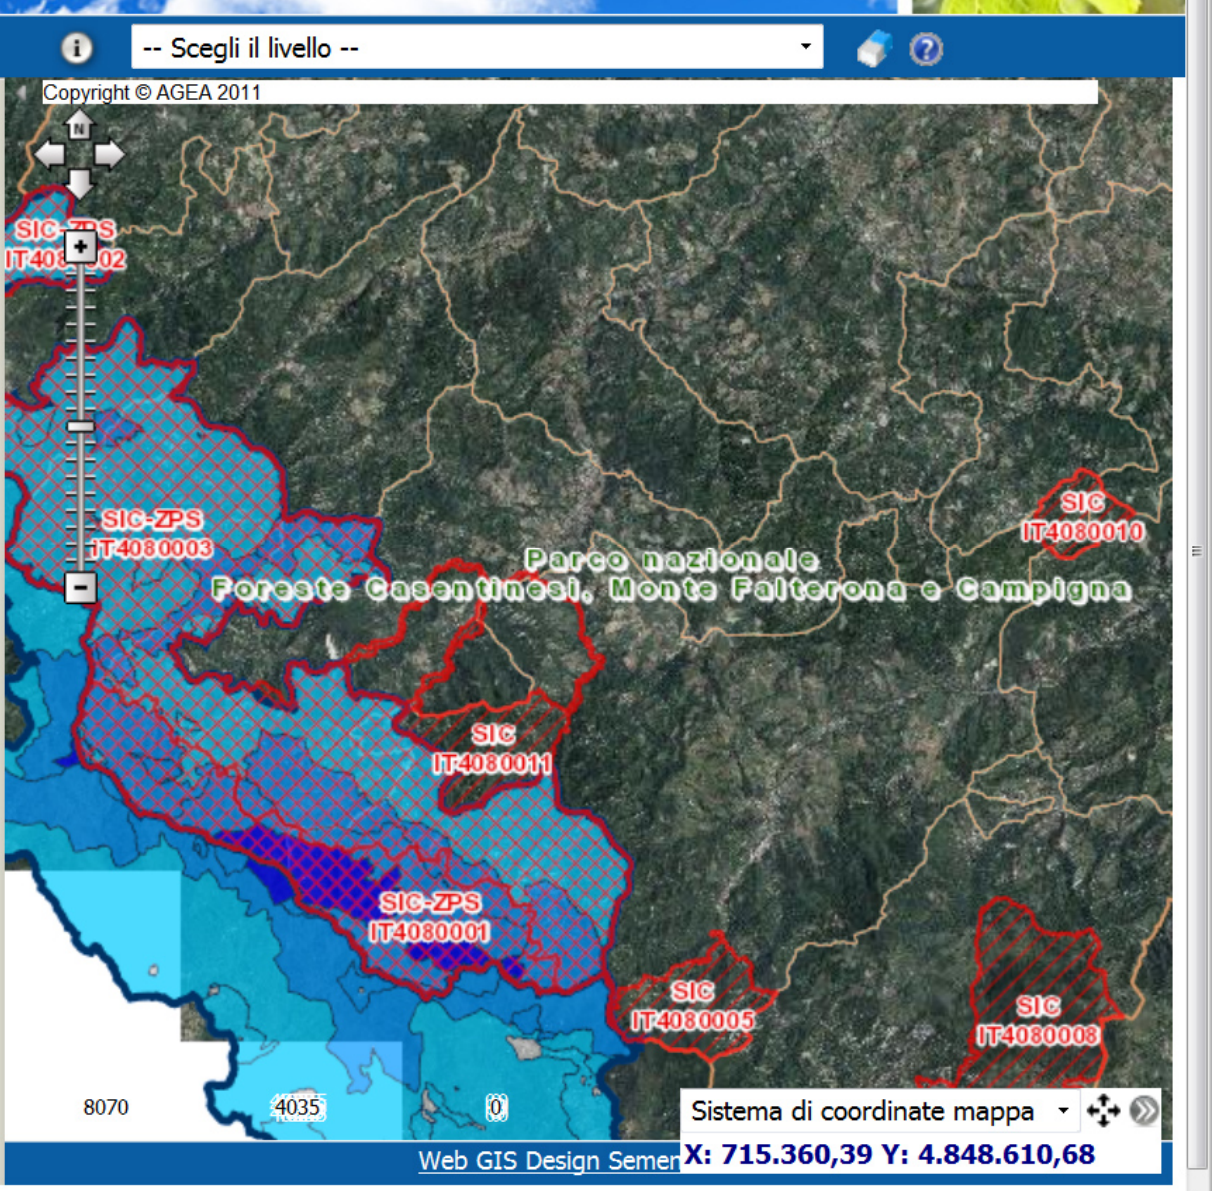 -- Scegli il livello --
Copyright © AGEA 2011
N
SIC-ZPS
+
SIC
IT4080010
SIC-ZPS
IT4080003
Parco nazionale
Foreste Casentinesi, Monte Falterona e Campigna
SIC
IT4080011
SIC-ZPS
IT4080001
SIC
IT4080005
SIC
IT4080008
8070
4035
0
Sistema di coordinate mappa
X: 715.360,39 Y: 4.848.610,68
Web GIS Design Semen